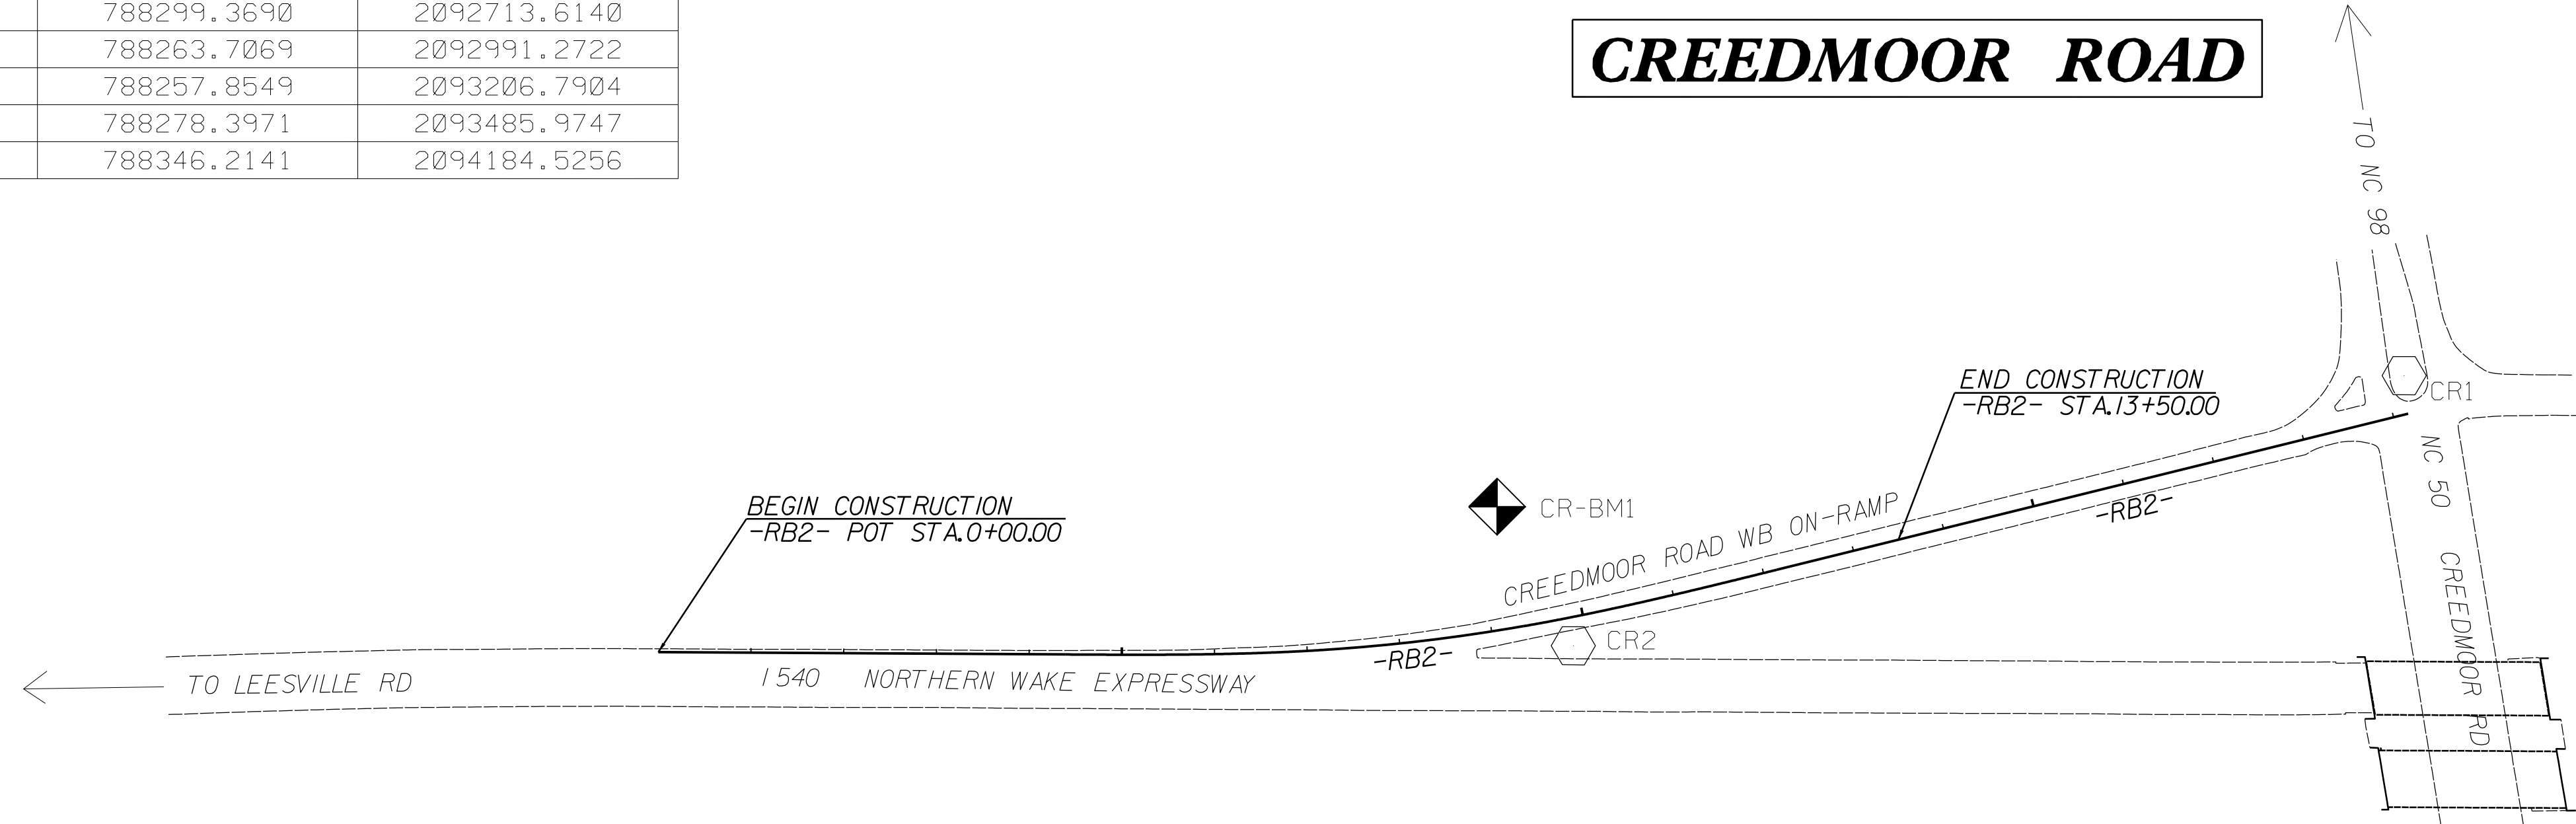 788299.3690 2092713.6140
788263.7069 2092991.2722
788257.8549 2093206.7904
788278.3971 2093485.9747
788346.2141 2094184.5256
CREEDMOOR ROAD
TO NC 98
END CONSTRUCTION
-RB2- STA.13+50.00
CR1
BEGIN CONSTRUCTION
-RB2- POT STA.0+00.00
CR-BM1
CREEDMOOR ROAD WB ON-RAMP
-RB2-
NC 50 CREEDMOOR RD
CR2
-RB2-
TO LEESVILLE RD
I 540 NORTHERN WAKE EXPRESSWAY